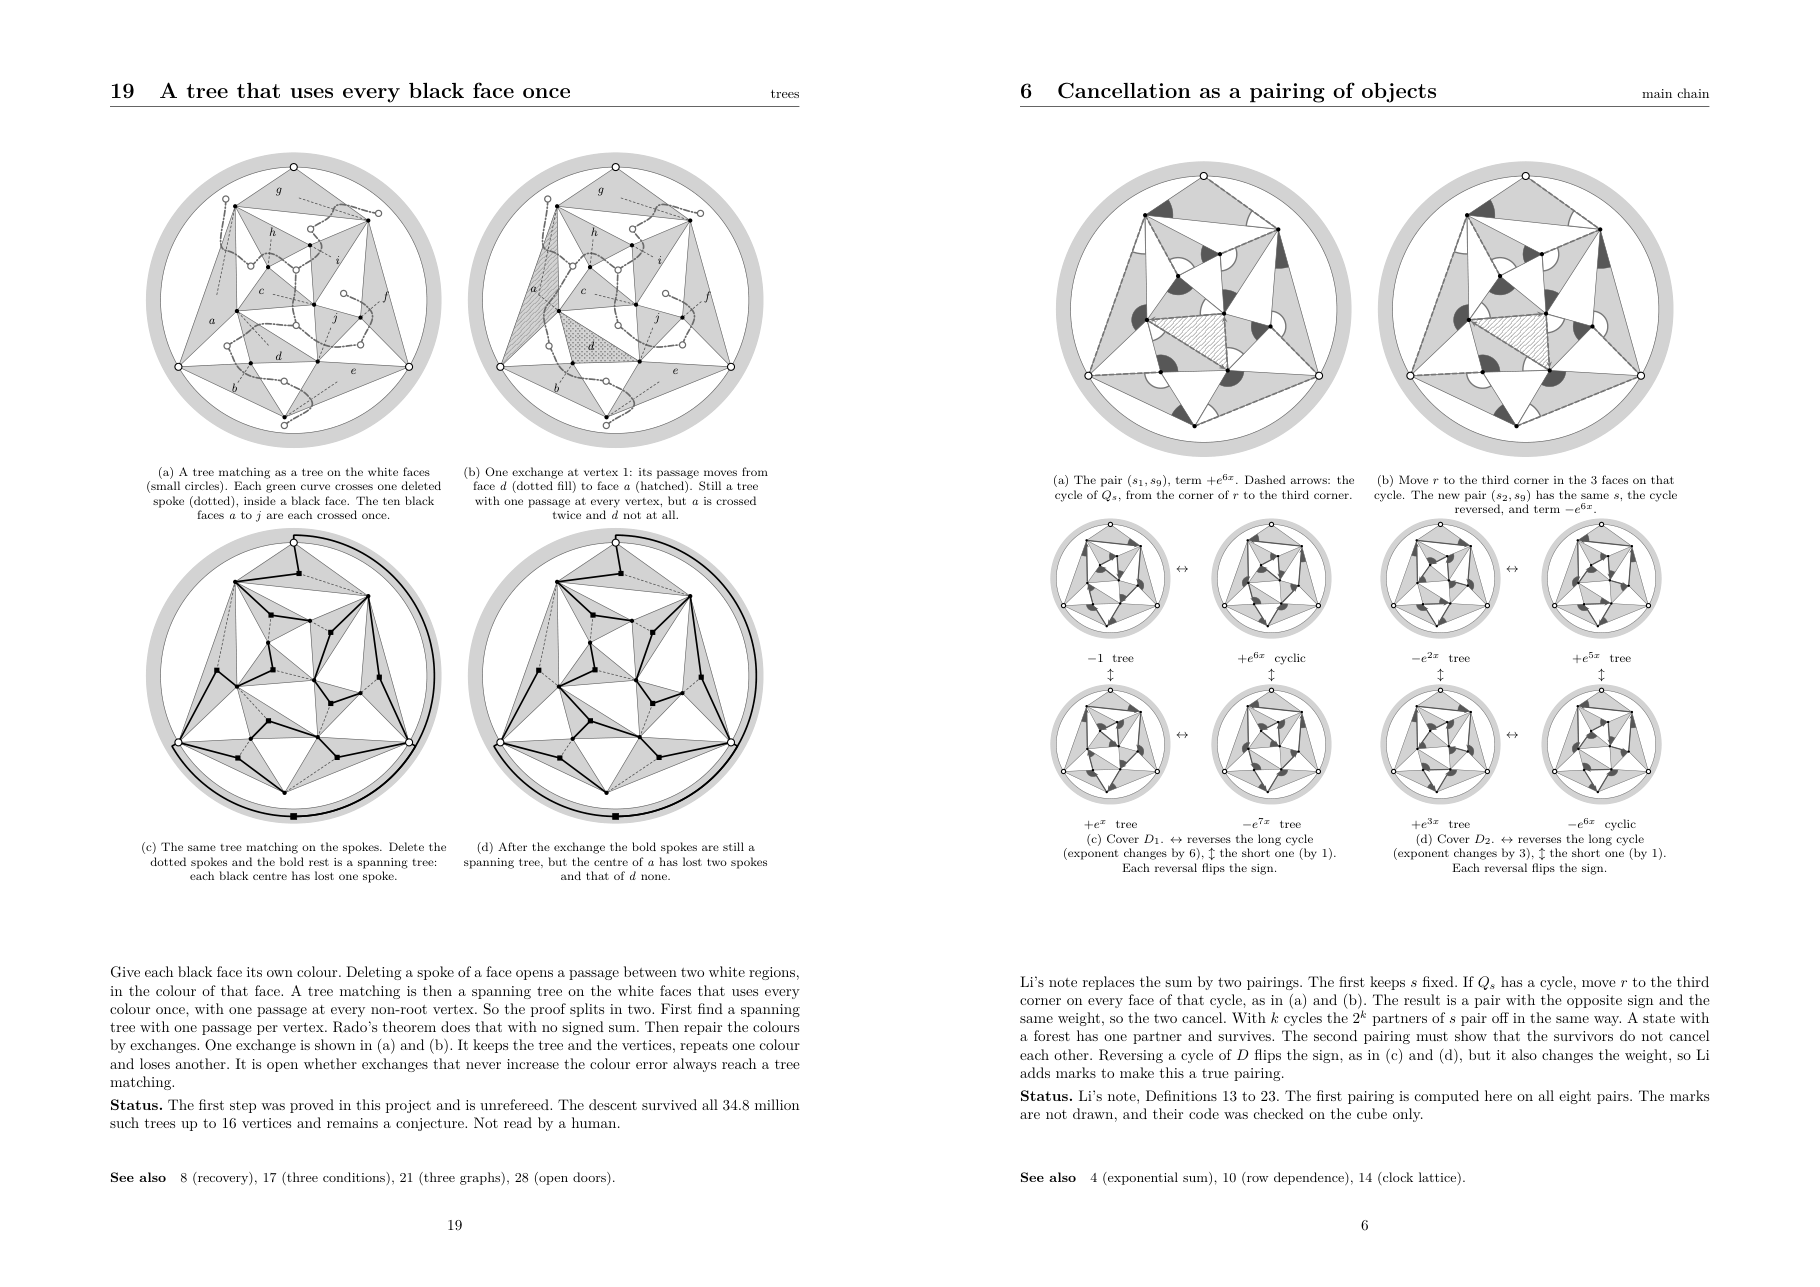 19 A tree that uses every black face once trees
g
h
i
c
a
f
j
d
e
b
g
h
i
a
c
f
j
d
e
b
(a) A tree matching as a tree on the white faces
(small circles). Each green curve crosses one deleted
spoke (dotted), inside a black face. The ten black
faces a to j are each crossed once.
(b) One exchange at vertex 1: its passage moves from
face d (dotted fill) to face a (hatched). Still a tree
with one passage at every vertex, but a is crossed
twice and d not at all.
(c) The same tree matching on the spokes. Delete the
dotted spokes and the bold rest is a spanning tree:
each black centre has lost one spoke.
(d) After the exchange the bold spokes are still a
spanning tree, but the centre of a has lost two spokes
and that of d none.
Give each black face its own colour. Deleting a spoke of a face opens a passage between two white regions,
in the colour of that face. A tree matching is then a spanning tree on the white faces that uses every
colour once, with one passage at every non-root vertex. So the proof splits in two. First find a spanning
tree with one passage per vertex. Rado's theorem does that with no signed sum. Then repair the colours
by exchanges. One exchange is shown in (a) and (b). It keeps the tree and the vertices, repeats one colour
and loses another. It is open whether exchanges that never increase the colour error always reach a tree
matching.
Status. The first step was proved in this project and is unrefereed. The descent survived all 34.8 million
such trees up to 16 vertices and remains a conjecture. Not read by a human.
See also 8 (recovery), 17 (three conditions), 21 (three graphs), 28 (open doors).
19
6 Cancellation as a pairing of objects main chain
(a) The pair (s₁, s₉), term +e⁶ˣ. Dashed arrows: the
cycle of Qₛ, from the corner of r to the third corner.
(b) Move r to the third corner in the 3 faces on that
cycle. The new pair (s₂, s₉) has the same s, the cycle
reversed, and term −e⁶ˣ.
↔
↔
−1 tree
+e⁶ˣ cyclic
−e²ˣ tree
+e⁵ˣ tree
↕
↕
↕
↕
↔
↔
+eˣ tree
−e⁷ˣ tree
+e³ˣ tree
−e⁶ˣ cyclic
(c) Cover D₁. ↔ reverses the long cycle
(exponent changes by 6), ↕ the short one (by 1).
Each reversal flips the sign.
(d) Cover D₂. ↔ reverses the long cycle
(exponent changes by 3), ↕ the short one (by 1).
Each reversal flips the sign.
Li's note replaces the sum by two pairings. The first keeps s fixed. If Qₛ has a cycle, move r to the third
corner on every face of that cycle, as in (a) and (b). The result is a pair with the opposite sign and the
same weight, so the two cancel. With k cycles the 2ᵏ partners of s pair off in the same way. A state with
a forest has one partner and survives. The second pairing must show that the survivors do not cancel
each other. Reversing a cycle of D flips the sign, as in (c) and (d), but it also changes the weight, so Li
adds marks to make this a true pairing.
Status. Li's note, Definitions 13 to 23. The first pairing is computed here on all eight pairs. The marks
are not drawn, and their code was checked on the cube only.
See also 4 (exponential sum), 10 (row dependence), 14 (clock lattice).
6